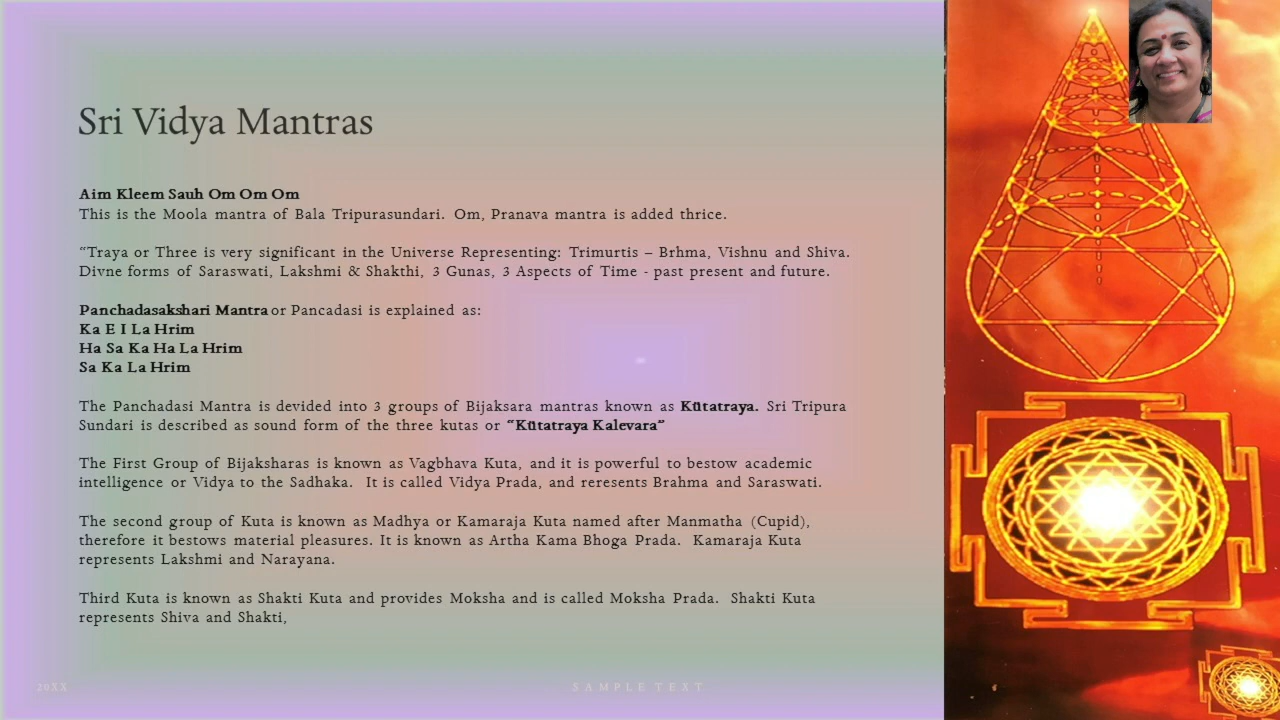 Sri Vidya Mantras
Aim Kleem Sauh Om Om Om
This is the Moola mantra of Bala Tripurasundari. Om, Pranava mantra is added thrice.
“Traya or Three is very significant in the Universe Representing: Trimurtis – Brhma, Vishnu and Shiva.
Divne forms of Saraswati, Lakshmi & Shakthi, 3 Gunas, 3 Aspects of Time - past present and future.
Panchadasakshari Mantra or Pancadasi is explained as:
Ka E I La Hrim
Ha Sa Ka Ha La Hrim
Sa Ka La Hrim
The Panchadasi Mantra is devided into 3 groups of Bijaksara mantras known as Kūtatraya. Sri Tripura
Sundari is described as sound form of the three kutas or “Kūtatraya Kalevara”
The First Group of Bijaksharas is known as Vagbhava Kuta, and it is powerful to bestow academic
intelligence or Vidya to the Sadhaka. It is called Vidya Prada, and reresents Brahma and Saraswati.
The second group of Kuta is known as Madhya or Kamaraja Kuta named after Manmatha (Cupid),
therefore it bestows material pleasures. It is known as Artha Kama Bhoga Prada. Kamaraja Kuta
represents Lakshmi and Narayana.
Third Kuta is known as Shakti Kuta and provides Moksha and is called Moksha Prada. Shakti Kuta
represents Shiva and Shakti,
20XX
SAMPLE TEXT